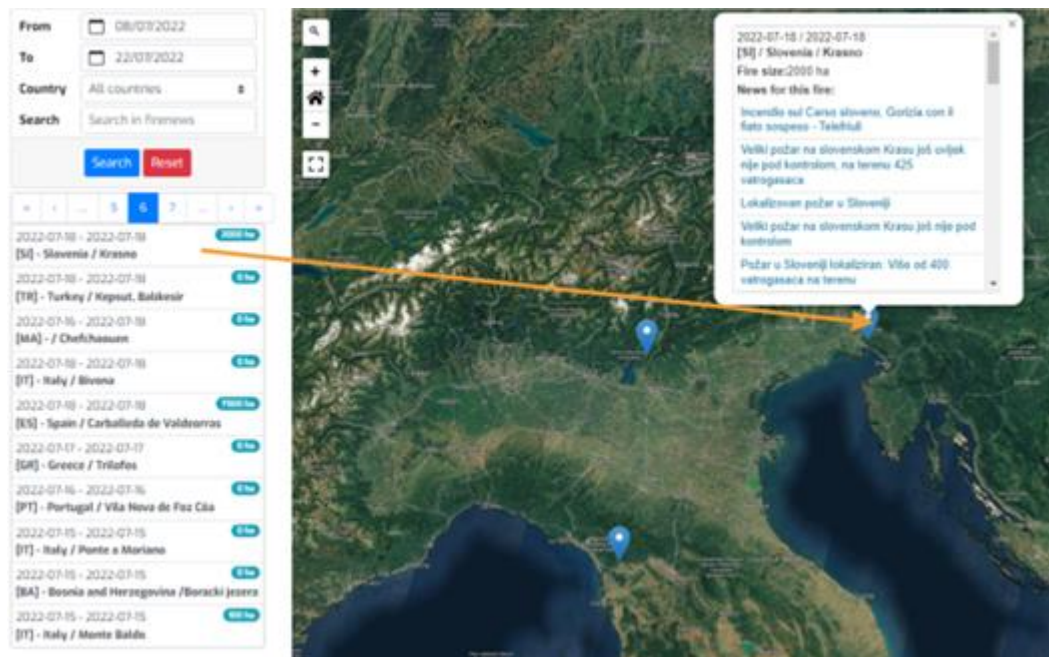 From
08/07/2022
To
22/07/2022
Country
All countries
Search
Search in firenews
Search Reset
« ‹ ... 5 6 7 ... › »
2022-07-18 - 2022-07-18 2000 ha
[SI] - Slovenia / Krasno
2022-07-18 - 2022-07-18 0 ha
[TR] - Turkey / Kepsut, Balıkesir
2022-07-16 - 2022-07-18 0 ha
[MA] - / Chefchaouen
2022-07-18 - 2022-07-18 0 ha
[IT] - Italy / Bivona
2022-07-18 - 2022-07-18 ha
[ES] - Spain / Carballeda de Valdeorras
2022-07-17 - 2022-07-17 0 ha
[GR] - Greece / Trilofos
2022-07-16 - 2022-07-16 0 ha
[PT] - Portugal / Vila Nova de Foz Côa
2022-07-15 - 2022-07-15 0 ha
[IT] - Italy / Ponte a Moriano
2022-07-15 - 2022-07-15 0 ha
[BA] - Bosnia and Herzegovina /Boracki jezera
2022-07-15 - 2022-07-15 ha
[IT] - Italy / Monte Baldo
2022-07-18 / 2022-07-18
[SI] / Slovenia / Krasno
Fire size:2000 ha
News for this fire:
Incendio sul Carso sloveno, Gorizia con il
fiato sospeso - Telefriuli
Veliki požar na slovenskom Krasu još uvijek
nije pod kontrolom, na terenu 425
vatrogasaca
Lokalizovan požar u Sloveniji
Veliki požar na slovenskom Krasu još nije pod
kontrolom
Požar u Sloveniji lokaliziran. Više od 400
vatrogasaca na terenu